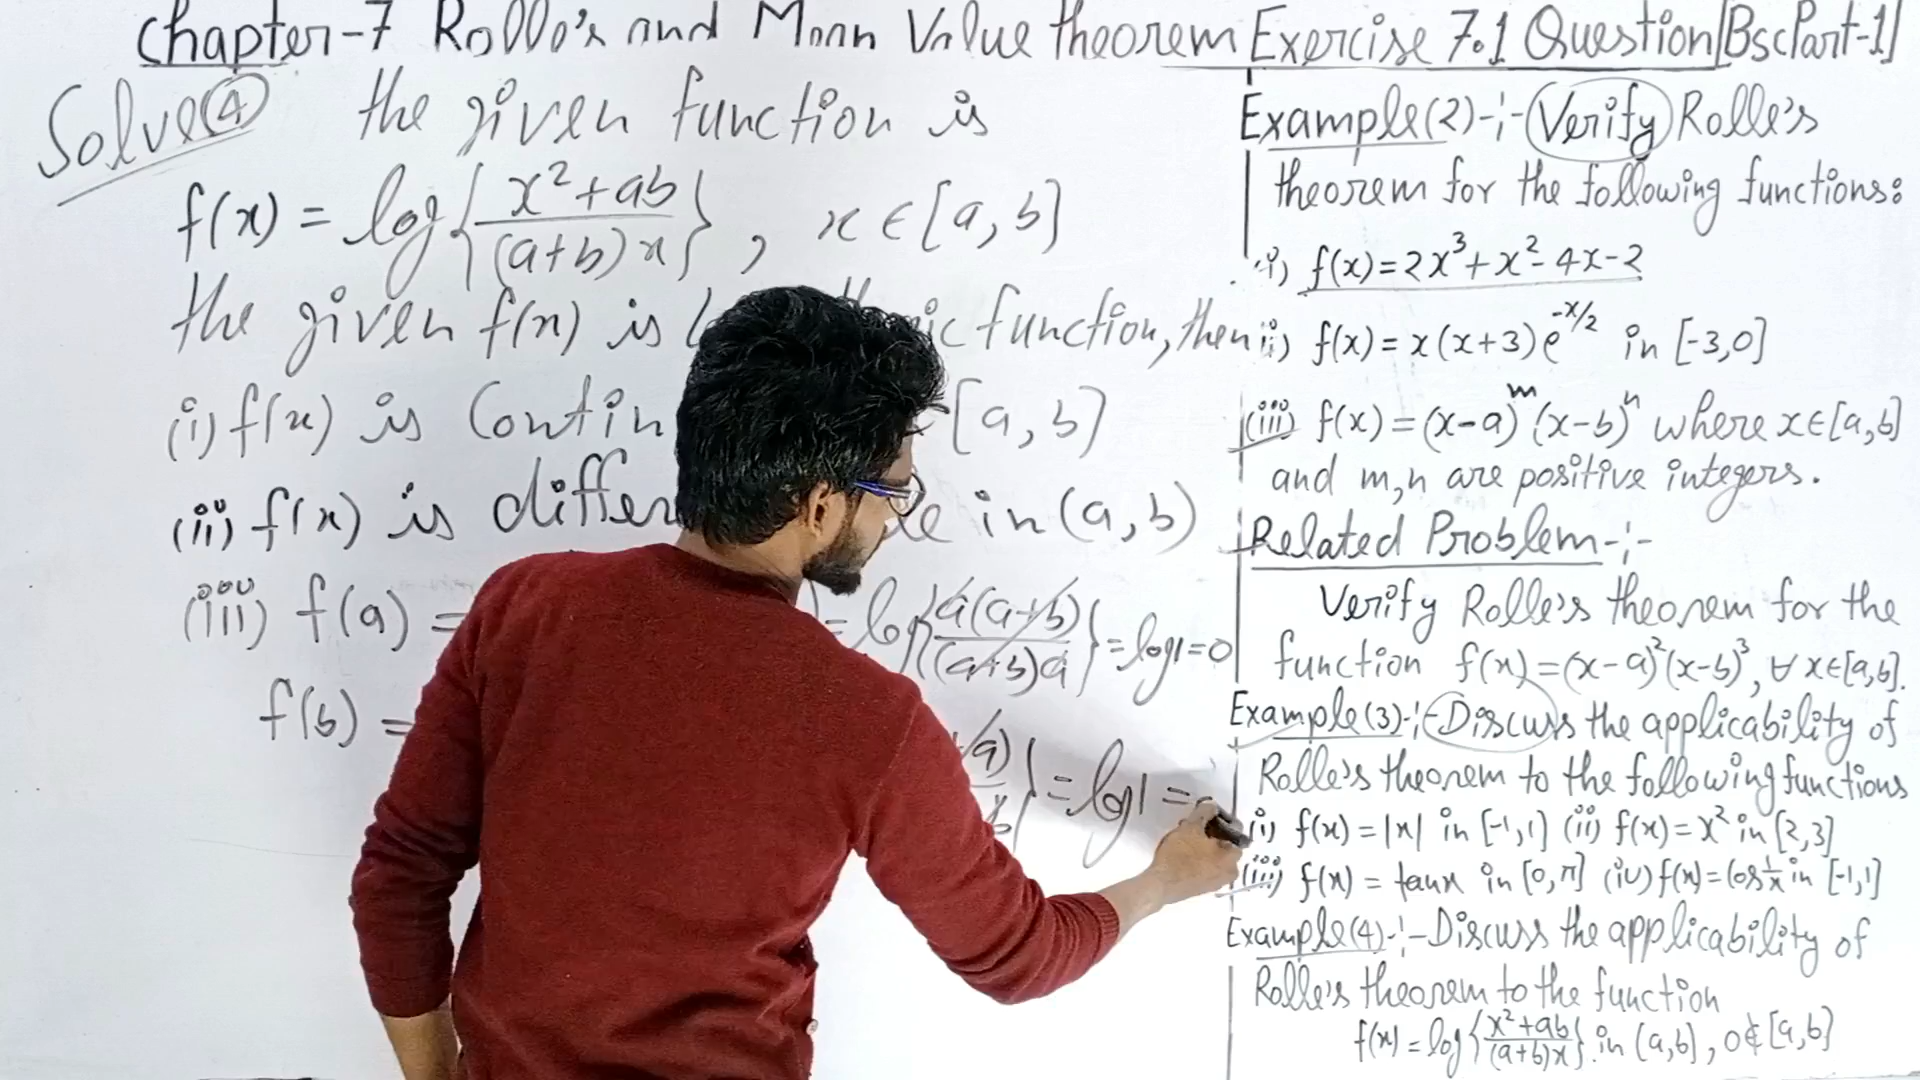 Chapter-7 Rolle's and Mean Value theorem Exercise 7.1 Question[BscPart-1]
Solve(4) the given function is
f(x) = log{x²+ab/(a+b)x}, x∈[a,b]
the given f(x) is function, then
(i) f(x) is [a,b]
(ii) f(x) is in (a,b)
(iii) f(a) = = log{a(a+b)/(a+b)a} = log1=0
f(b) = = log1 =
Example(2)-:- Verify Rolle's
theorem for the following functions:
(i) f(x)=2x³+x²-4x-2
(ii) f(x)=x(x+3)e^-x/2 in [-3,0]
(iii) f(x)=(x-a)^m(x-b)^n where x∈[a,b]
and m,n are positive integers.
Related Problem-:-
Verify Rolle's theorem for the
function f(x)=(x-a)²(x-b)³, ∀ x∈[a,b].
Example(3)-:-Discuss the applicability of
Rolle's theorem to the following functions
(i) f(x)=|x| in [-1,1] (ii) f(x)=x² in [2,3]
(iii) f(x)=tanx in [0,π] (iv) f(x)=cos 1/x in [-1,1]
Example(4)-:-Discuss the applicability of
Rolle's theorem to the function
f(x)=log{x²+ab/(a+b)x} in (a,b], 0∉[a,b]